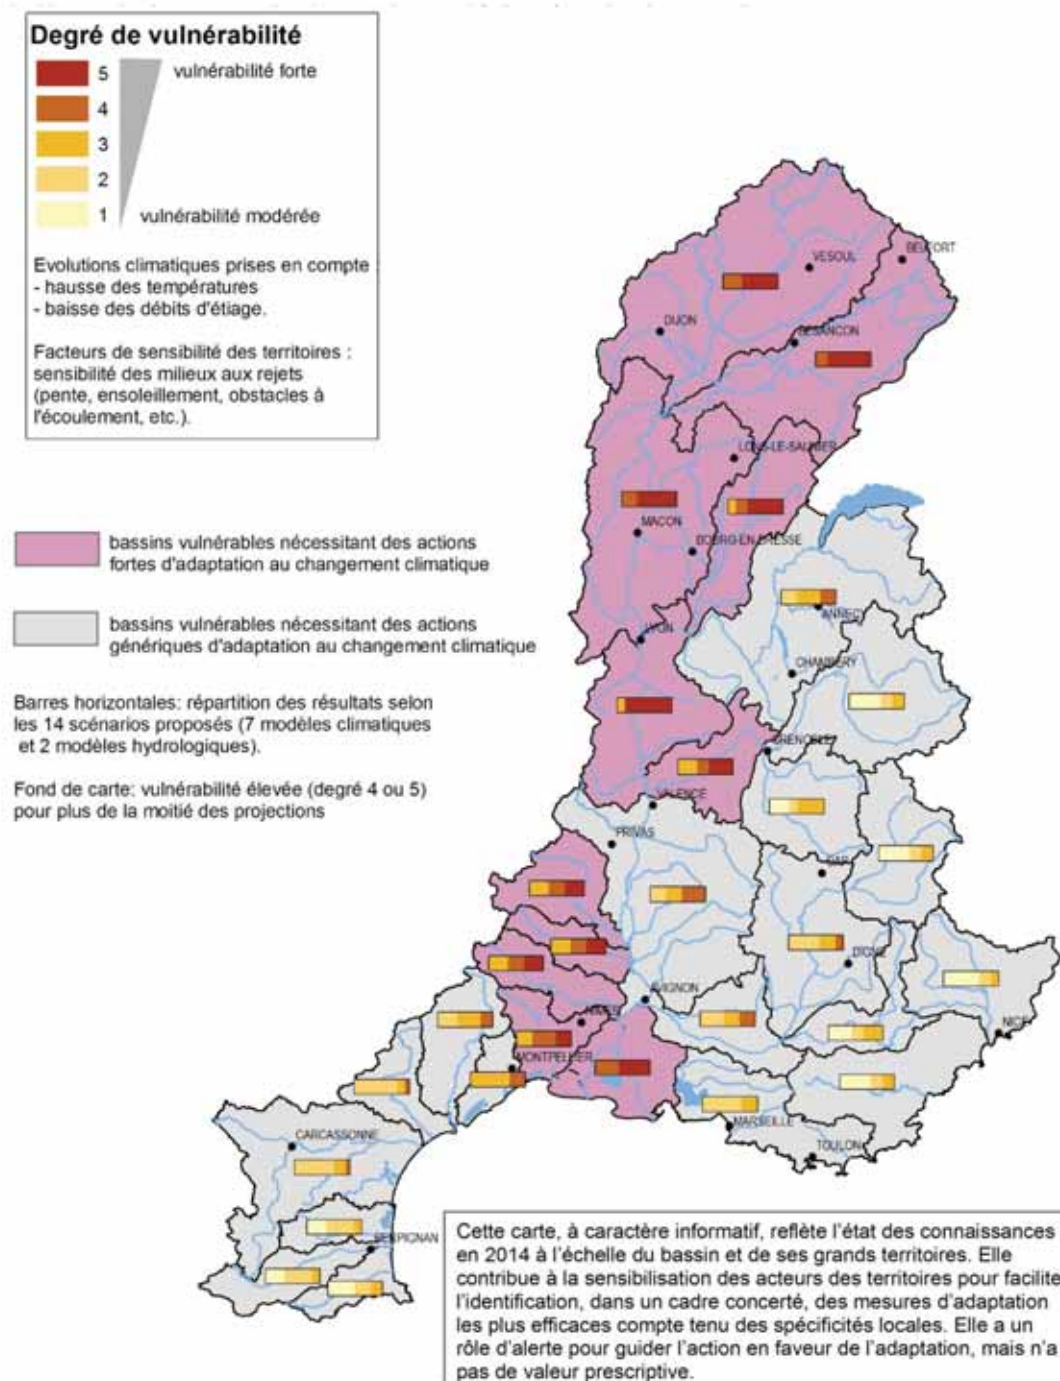 Degré de vulnérabilité
5 vulnérabilité forte
4
3
2
1 vulnérabilité modérée
Evolutions climatiques prises en compte :
- hausse des températures
- baisse des débits d'étiage.
Facteurs de sensibilité des territoires :
sensibilité des milieux aux rejets
(pente, ensoleillement, obstacles à
l'écoulement, etc.).
bassins vulnérables nécessitant des actions
fortes d'adaptation au changement climatique
bassins vulnérables nécessitant des actions
génériques d'adaptation au changement climatique
Barres horizontales: répartition des résultats selon
les 14 scénarios proposés (7 modèles climatiques
et 2 modèles hydrologiques).
Fond de carte: vulnérabilité élevée (degré 4 ou 5)
pour plus de la moitié des projections
BELFORT
VESOUL
DIJON
BESANCON
LONS-LE-SAUNIER
MACON
BOURG-EN-BRESSE
ANNECY
LYON
CHAMBERY
GRENOBLE
VALENCE
PRIVAS
GAP
DIGNE
AVIGNON
NIMES
NICE
MONTPELLIER
MARSEILLE
TOULON
CARCASSONNE
PERPIGNAN
Cette carte, à caractère informatif, reflète l'état des connaissances
en 2014 à l'échelle du bassin et de ses grands territoires. Elle
contribue à la sensibilisation des acteurs des territoires pour facilite
l'identification, dans un cadre concerté, des mesures d'adaptation
les plus efficaces compte tenu des spécificités locales. Elle a un
rôle d'alerte pour guider l'action en faveur de l'adaptation, mais n'a
pas de valeur prescriptive.